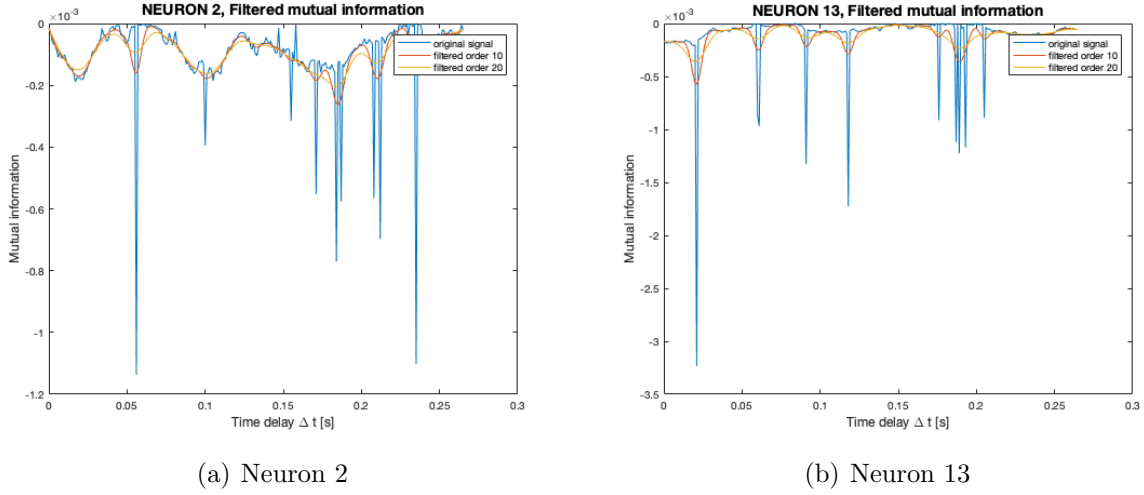 NEURON 2, Filtered mutual information
×10-3
original signal
filtered order 10
filtered order 20
Mutual information
0
-0.2
-0.4
-0.6
-0.8
-1
-1.2
0 0.05 0.1 0.15 0.2 0.25 0.3
Time delay Δ t [s]
(a) Neuron 2
NEURON 13, Filtered mutual information
×10-3
original signal
filtered order 10
filtered order 20
Mutual information
0
-0.5
-1
-1.5
-2
-2.5
-3
-3.5
0 0.05 0.1 0.15 0.2 0.25 0.3
Time delay Δ t [s]
(b) Neuron 13